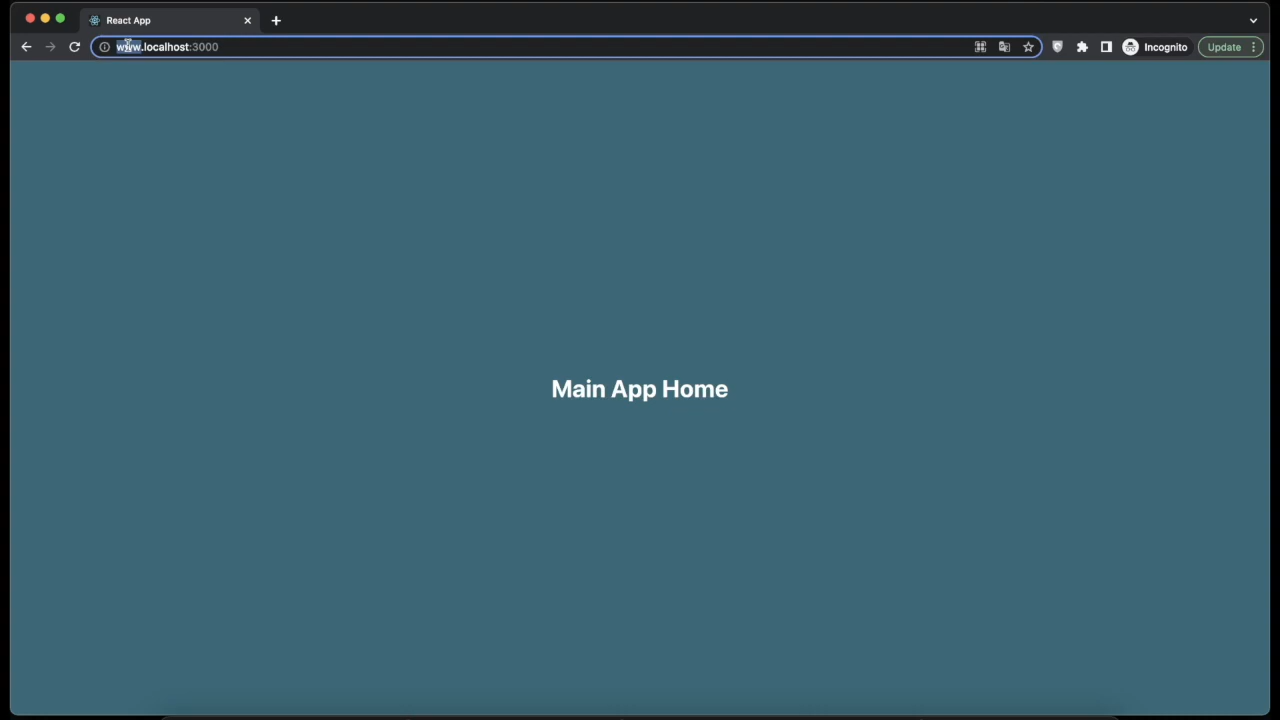 React App
www.localhost:3000
Incognito
Update
Main App Home